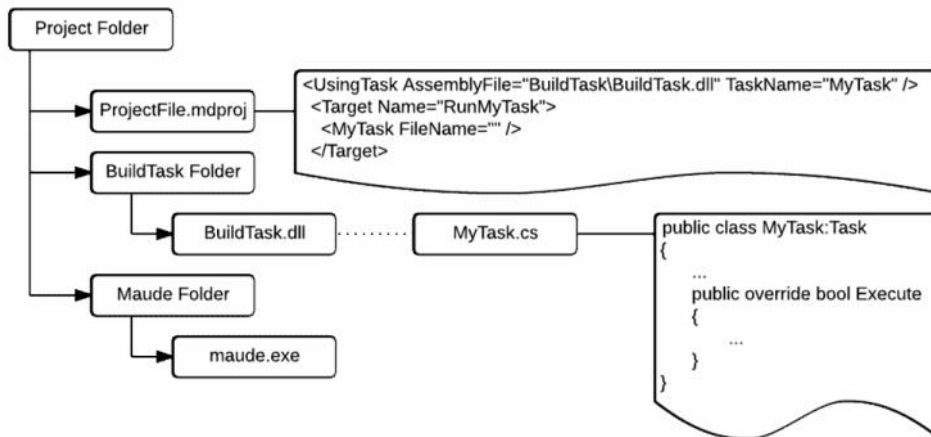 Project Folder
ProjectFile.mdproj
<UsingTask AssemblyFile="BuildTask\BuildTask.dll" TaskName="MyTask" />
<Target Name="RunMyTask">
<MyTask FileName="" />
</Target>
BuildTask Folder
BuildTask.dll
MyTask.cs
public class MyTask:Task
{
...
public override bool Execute
{
...
}
}
Maude Folder
maude.exe